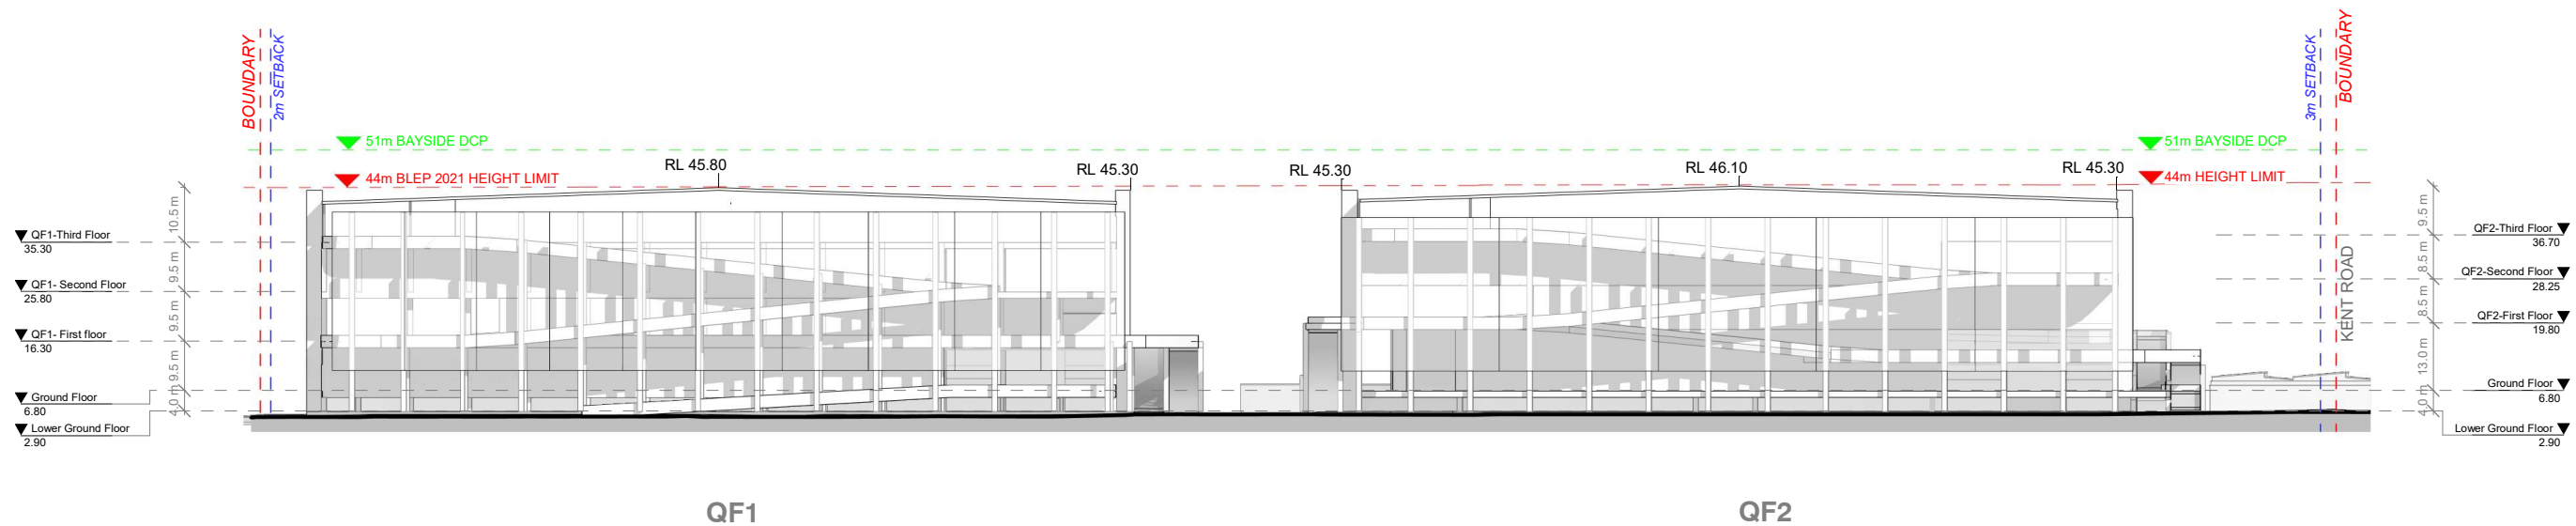 BOUNDARY
2m SETBACK
3m SETBACK
BOUNDARY
51m BAYSIDE DCP
51m BAYSIDE DCP
44m BLEP 2021 HEIGHT LIMIT
RL 45.80
RL 45.30
RL 45.30
RL 46.10
RL 45.30
44m HEIGHT LIMIT
QF1-Third Floor
35.30
QF1- Second Floor
25.80
QF1- First floor
16.30
Ground Floor
6.80
Lower Ground Floor
2.90
10.5 m
9.5 m
9.5 m
9.5 m
4.0 m
KENT ROAD
9.5 m
8.5 m
8.5 m
13.0 m
4.0 m
QF2-Third Floor
36.70
QF2-Second Floor
28.25
QF2-First Floor
19.80
Ground Floor
6.80
Lower Ground Floor
2.90
QF1
QF2